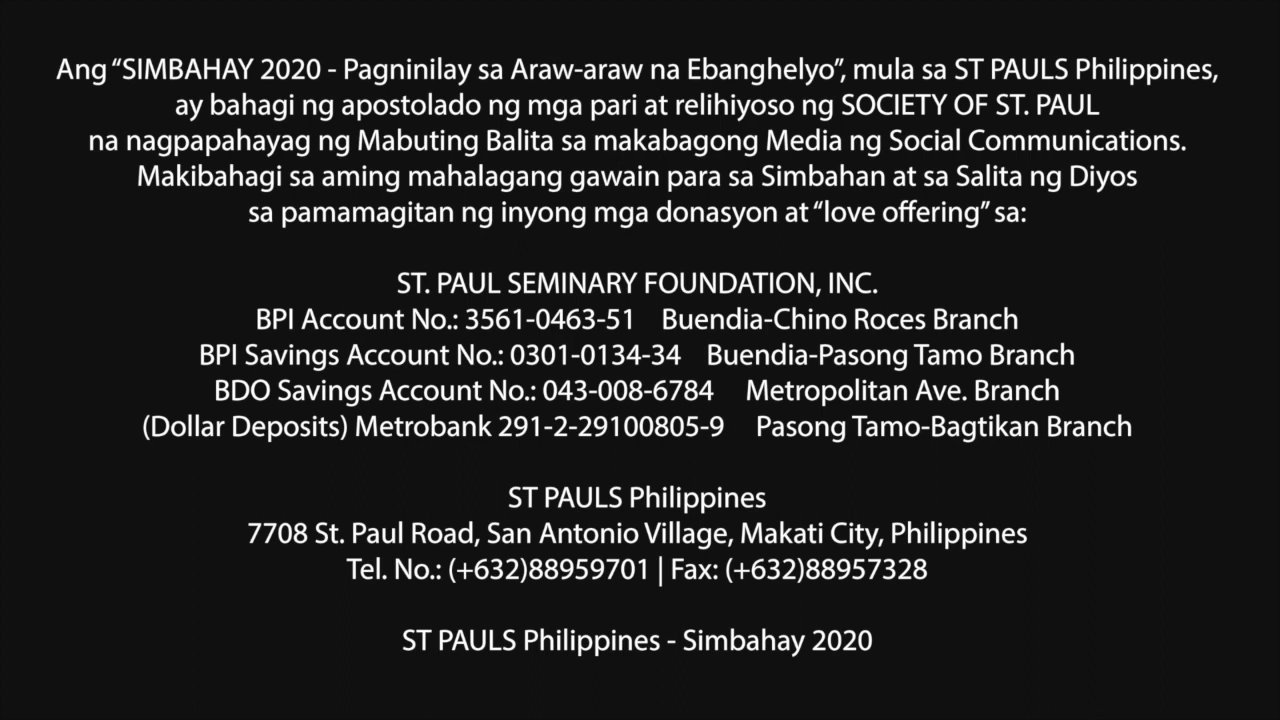 Ang “SIMBAHAY 2020 - Pagninilay sa Araw-araw na Ebanghelyo”, mula sa ST PAULS Philippines,
ay bahagi ng apostolado ng mga pari at relihiyoso ng SOCIETY OF ST. PAUL
na nagpapahayag ng Mabuting Balita sa makabagong Media ng Social Communications.
Makibahagi sa aming mahalagang gawain para sa Simbahan at sa Salita ng Diyos
sa pamamagitan ng inyong mga donasyon at “love offering” sa:
ST. PAUL SEMINARY FOUNDATION, INC.
BPI Account No.: 3561-0463-51 Buendia-Chino Roces Branch
BPI Savings Account No.: 0301-0134-34 Buendia-Pasong Tamo Branch
BDO Savings Account No.: 043-008-6784 Metropolitan Ave. Branch
(Dollar Deposits) Metrobank 291-2-29100805-9 Pasong Tamo-Bagtikan Branch
ST PAULS Philippines
7708 St. Paul Road, San Antonio Village, Makati City, Philippines
Tel. No.: (+632)88959701 | Fax: (+632)88957328
ST PAULS Philippines - Simbahay 2020